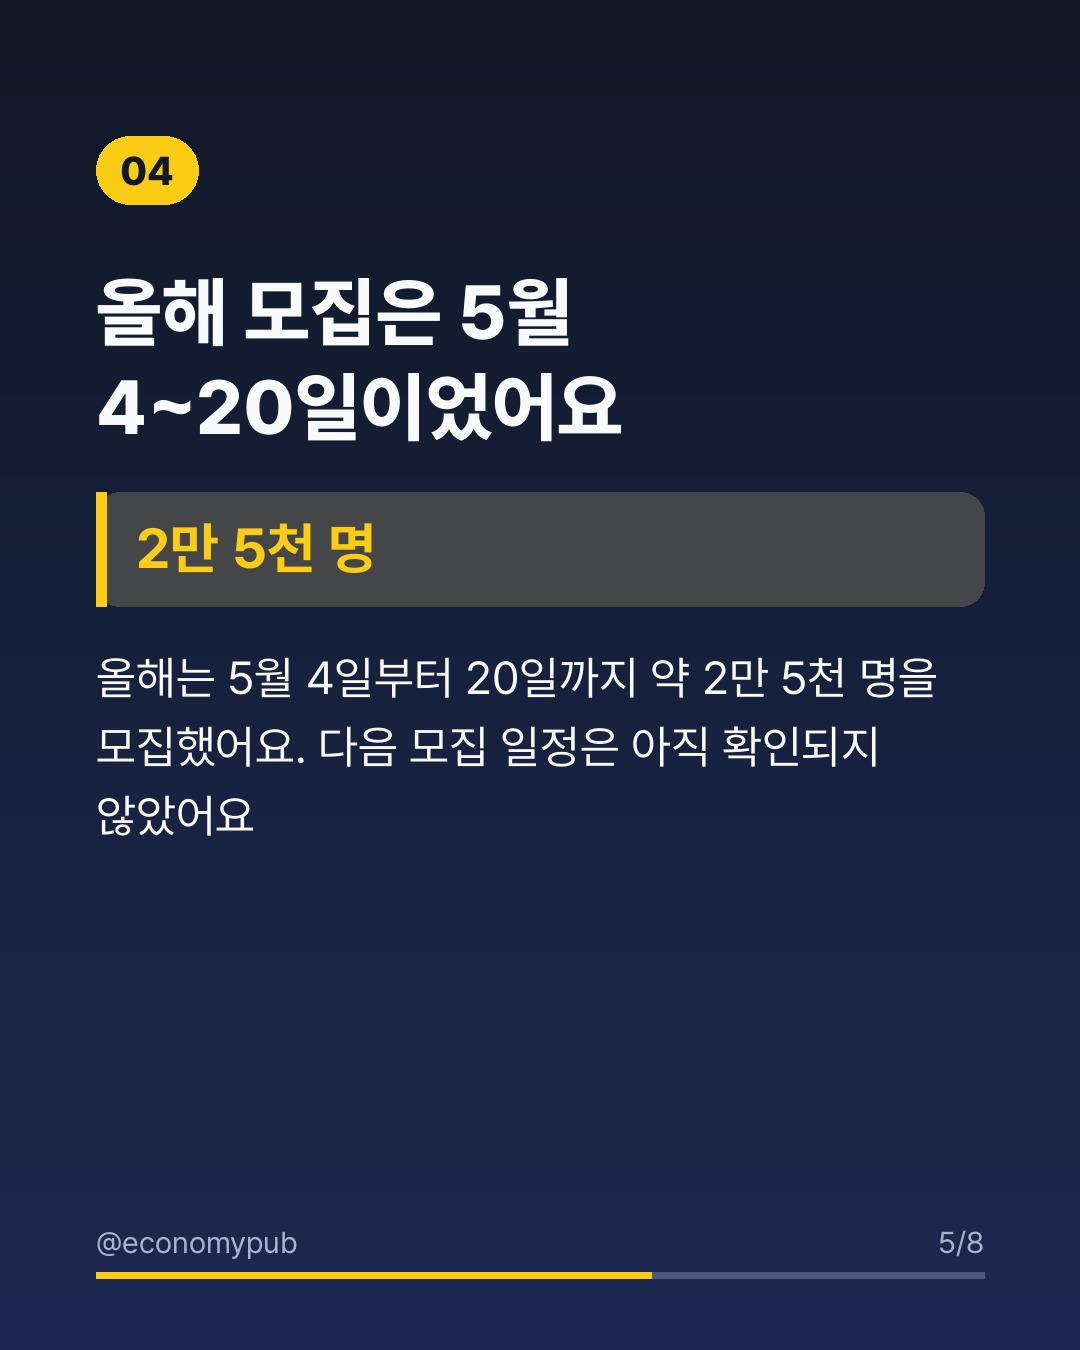 04
올해 모집은 5월
4~20일이었어요
2만 5천 명
올해는 5월 4일부터 20일까지 약 2만 5천 명을
모집했어요. 다음 모집 일정은 아직 확인되지
않았어요
@economypub
5/8